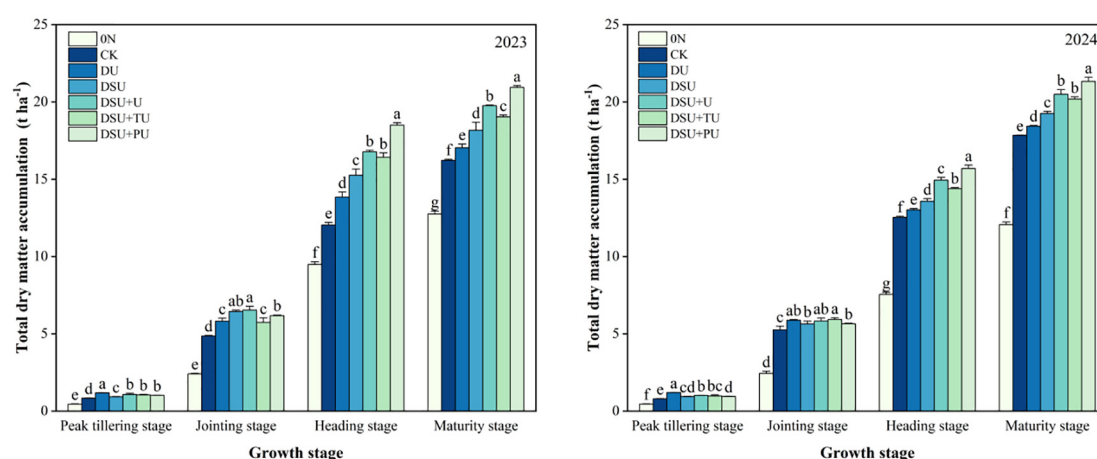 25
20
15
10
5
0
Total dry matter accumulation (t ha⁻¹)
0N
CK
DU
DSU
DSU+U
DSU+TU
DSU+PU
2023
e d a c b b b
e d c ab a c b
f e d c b b a
g f e d b c a
Peak tillering stage Jointing stage Heading stage Maturity stage
Growth stage
25
20
15
10
5
0
Total dry matter accumulation (t ha⁻¹)
0N
CK
DU
DSU
DSU+U
DSU+TU
DSU+PU
2024
f e a cd b bc d
d c ab b ab a b
g f e d b b a
f e d c b b a
Peak tillering stage Jointing stage Heading stage Maturity stage
Growth stage